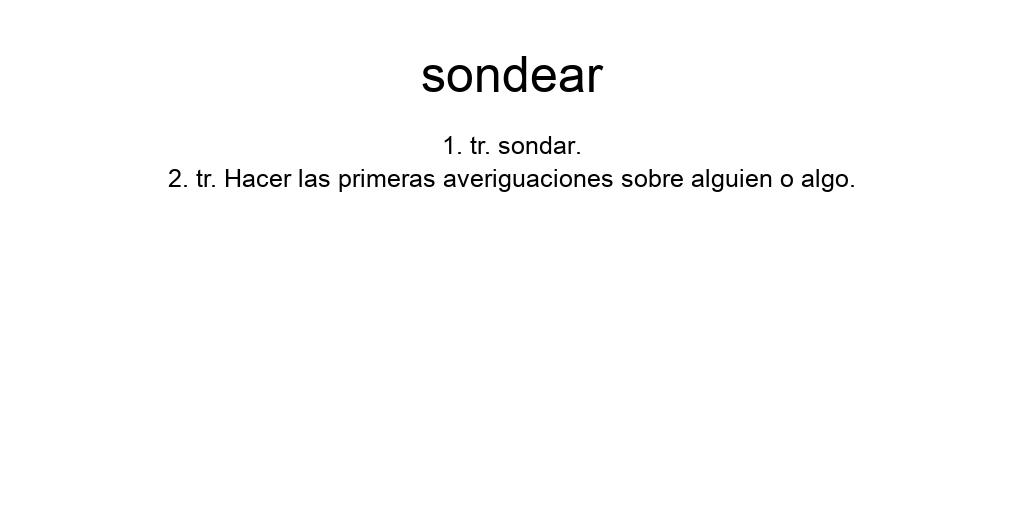 sondear
1. tr. sondar.
2. tr. Hacer las primeras averiguaciones sobre alguien o algo.